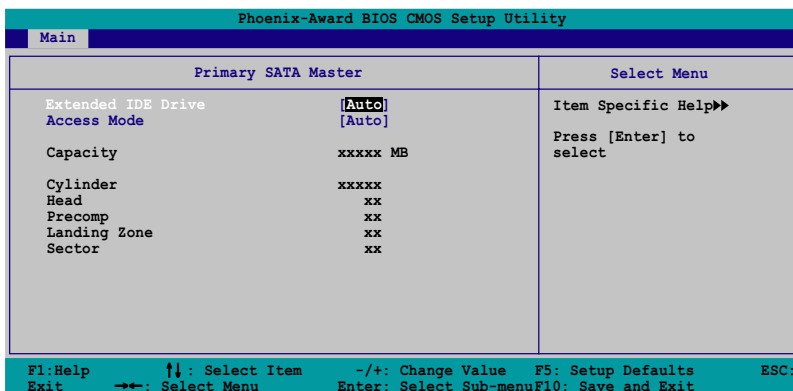 Phoenix-Award BIOS CMOS Setup Utility
Main
Primary SATA Master
Select Menu
Extended IDE Drive [Auto]
Access Mode [Auto]
Capacity xxxxx MB
Cylinder xxxxx
Head xx
Precomp xx
Landing Zone xx
Sector xx
Item Specific Help▶▶
Press [Enter] to
select
F1:Help ↑↓: Select Item -/+: Change Value F5: Setup Defaults ESC:
Exit →←: Select Menu Enter: Select Sub-menuF10: Save and Exit